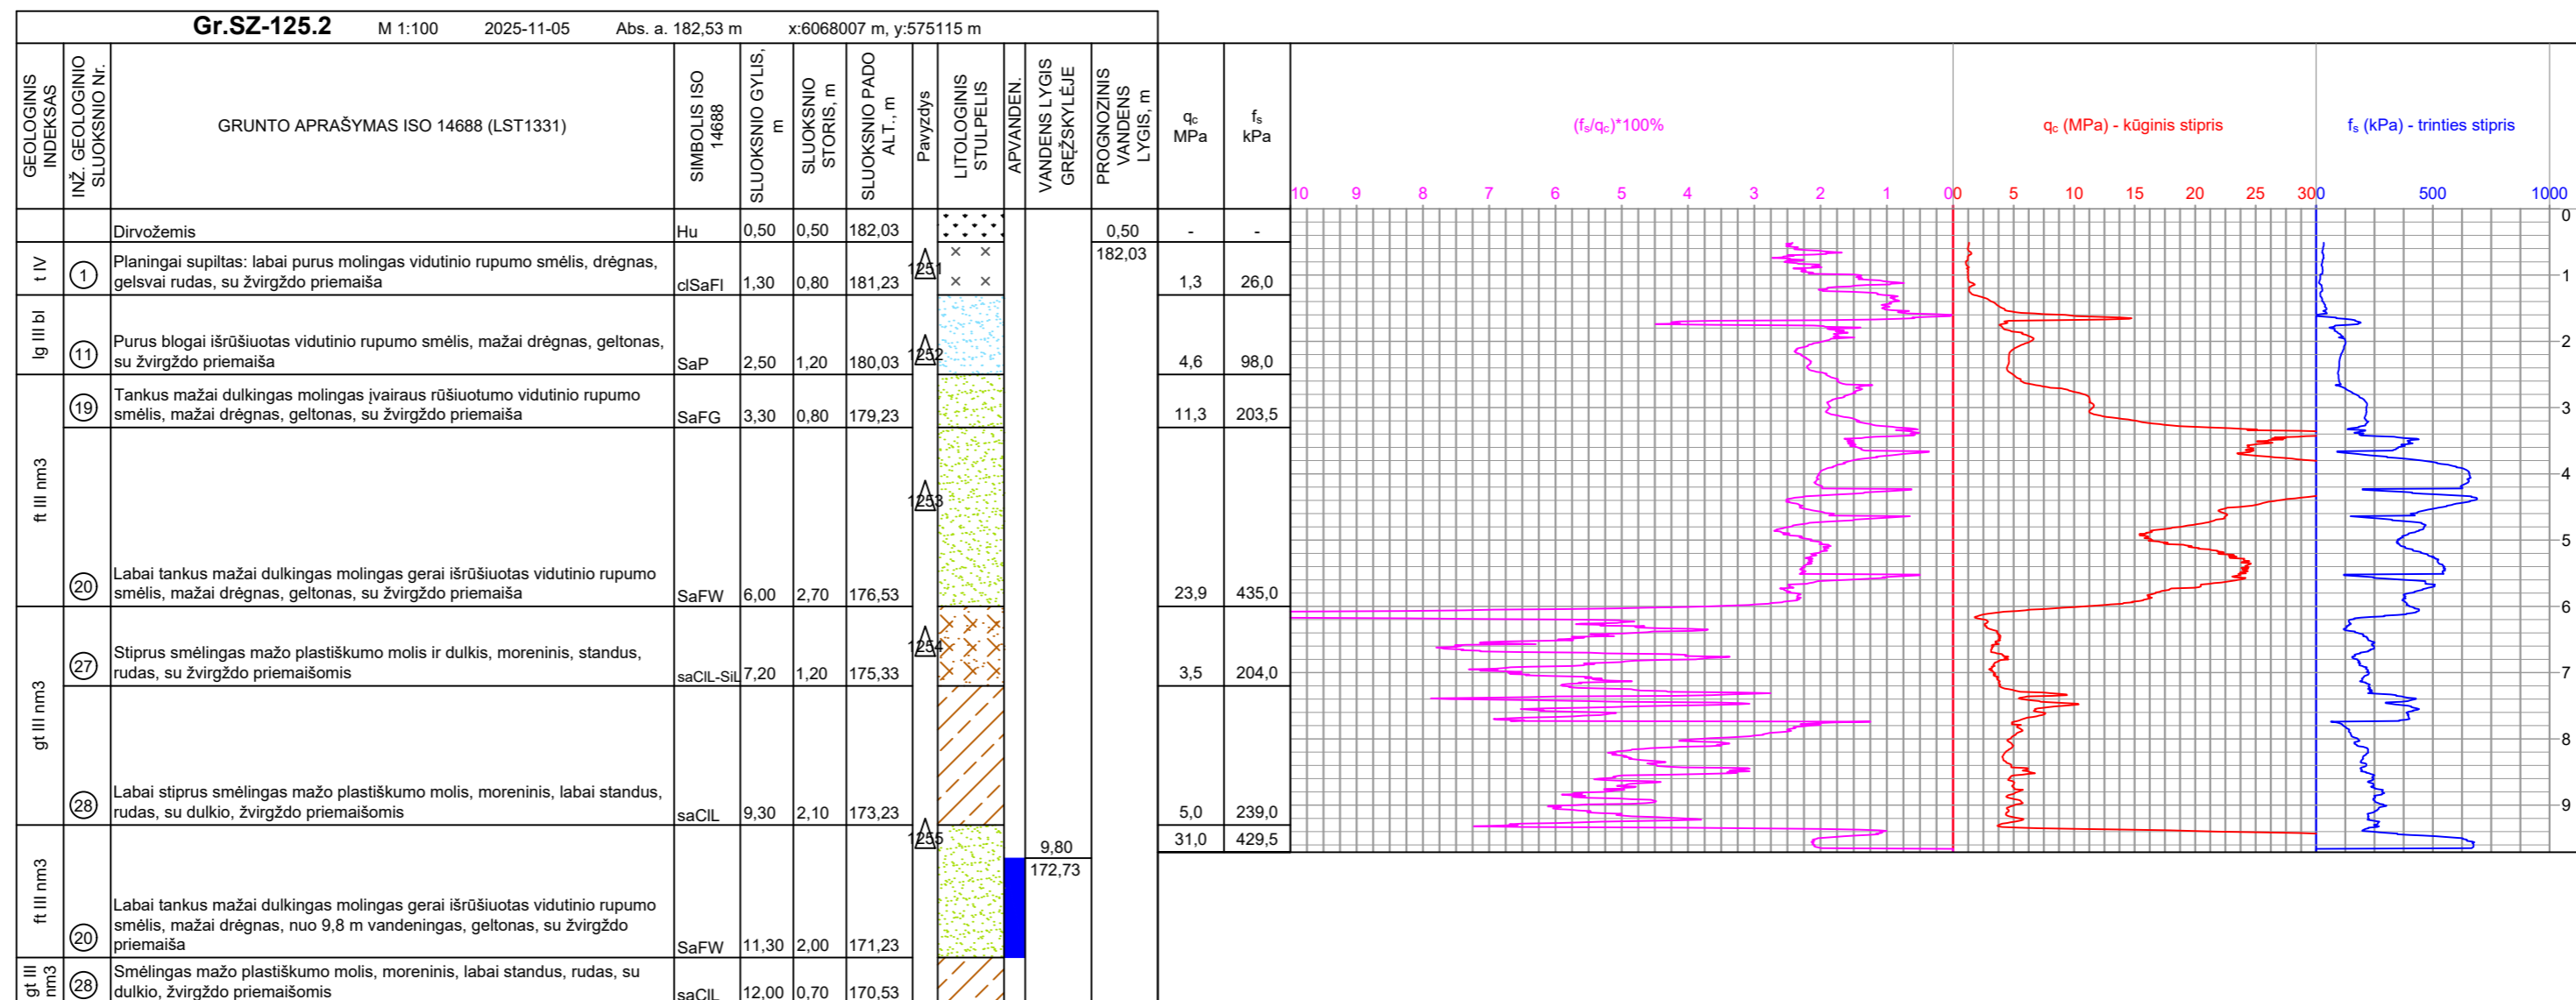 Gr.SZ-125.2 M 1:100 2025-11-05 Abs. a. 182,53 m x:6068007 m, y:575115 m
GEOLOGINIS
INDEKSAS
INŽ. GEOLOGINIO
SLUOKSNIO Nr.
GRUNTO APRAŠYMAS ISO 14688 (LST1331)
SIMBOLIS ISO
14688
SLUOKSNIO GYLIS,
m
SLUOKSNIO
STORIS, m
SLUOKSNIO PADO
ALT., m
Pavyzdys
LITOLOGINIS
STULPELIS
APVANDEN.
VANDENS LYGIS
GRĘŽSKYLĖJE
PROGNOZINIS
VANDENS
LYGIS, m
qc
MPa
fs
kPa
(fs/qc)*100%
qc (MPa) - kūginis stipris
fs (kPa) - trinties stipris
10 9 8 7 6 5 4 3 2 1 0
0 5 10 15 20 25 30
0 500 1000
0
1
2
3
4
5
6
7
8
9
Dirvožemis Hu 0,50 0,50 182,03 0,50 - -
182,03
t IV
1
Planingai supiltas: labai purus molingas vidutinio rupumo smėlis, drėgnas,
gelsvai rudas, su žvirgždo priemaiša clSaFl 1,30 0,80 181,23 1251 1,3 26,0
lg III bl
11
Purus blogai išrūšiuotas vidutinio rupumo smėlis, mažai drėgnas, geltonas,
su žvirgždo priemaiša SaP 2,50 1,20 180,03 1252 4,6 98,0
ft III nm3
19
Tankus mažai dulkingas molingas įvairaus rūšiuotumo vidutinio rupumo
smėlis, mažai drėgnas, geltonas, su žvirgždo priemaiša SaFG 3,30 0,80 179,23 11,3 203,5
1253
20
Labai tankus mažai dulkingas molingas gerai išrūšiuotas vidutinio rupumo
smėlis, mažai drėgnas, geltonas, su žvirgždo priemaiša SaFW 6,00 2,70 176,53 23,9 435,0
gt III nm3
27
Stiprus smėlingas mažo plastiškumo molis ir dulkis, moreninis, standus,
rudas, su žvirgždo priemaišomis saClL-SiL 7,20 1,20 175,33 1254 3,5 204,0
28
Labai stiprus smėlingas mažo plastiškumo molis, moreninis, labai standus,
rudas, su dulkio, žvirgždo priemaišomis saClL 9,30 2,10 173,23 5,0 239,0
1255 31,0 429,5
9,80
172,73
ft III nm3
20
Labai tankus mažai dulkingas molingas gerai išrūšiuotas vidutinio rupumo
smėlis, mažai drėgnas, nuo 9,8 m vandeningas, geltonas, su žvirgždo
priemaiša SaFW 11,30 2,00 171,23
gt III
nm3
28
Smėlingas mažo plastiškumo molis, moreninis, labai standus, rudas, su
dulkio, žvirgždo priemaišomis saClL 12,00 0,70 170,53